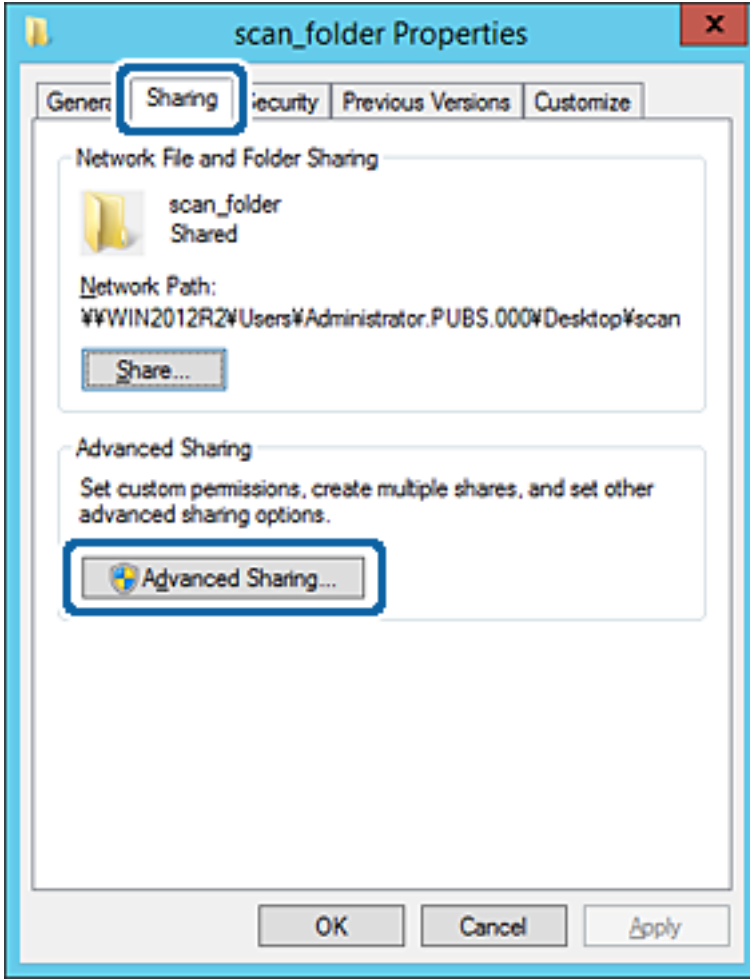 scan_folder Properties
x
Genera Sharing ecurity Previous Versions Customize
Network File and Folder Sharing
scan_folder
Shared
Network Path:
¥¥WIN2012R2¥Users¥Administrator.PUBS.000¥Desktop¥scan
Share...
Advanced Sharing
Set custom permissions, create multiple shares, and set other
advanced sharing options.
Advanced Sharing...
OK Cancel Apply